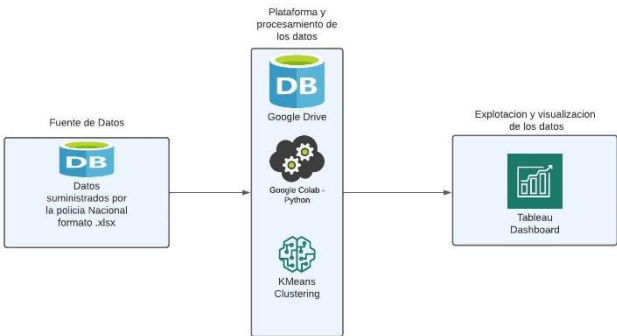 Fuente de Datos
DB
Datos
suministrados por
la policia Nacional
formato .xlsx
Plataforma y
procesamiento de
los datos
DB
Google Drive
Google Colab -
Python
KMeans
Clustering
Explotacion y visualizacion
de los datos
Tableau
Dashboard